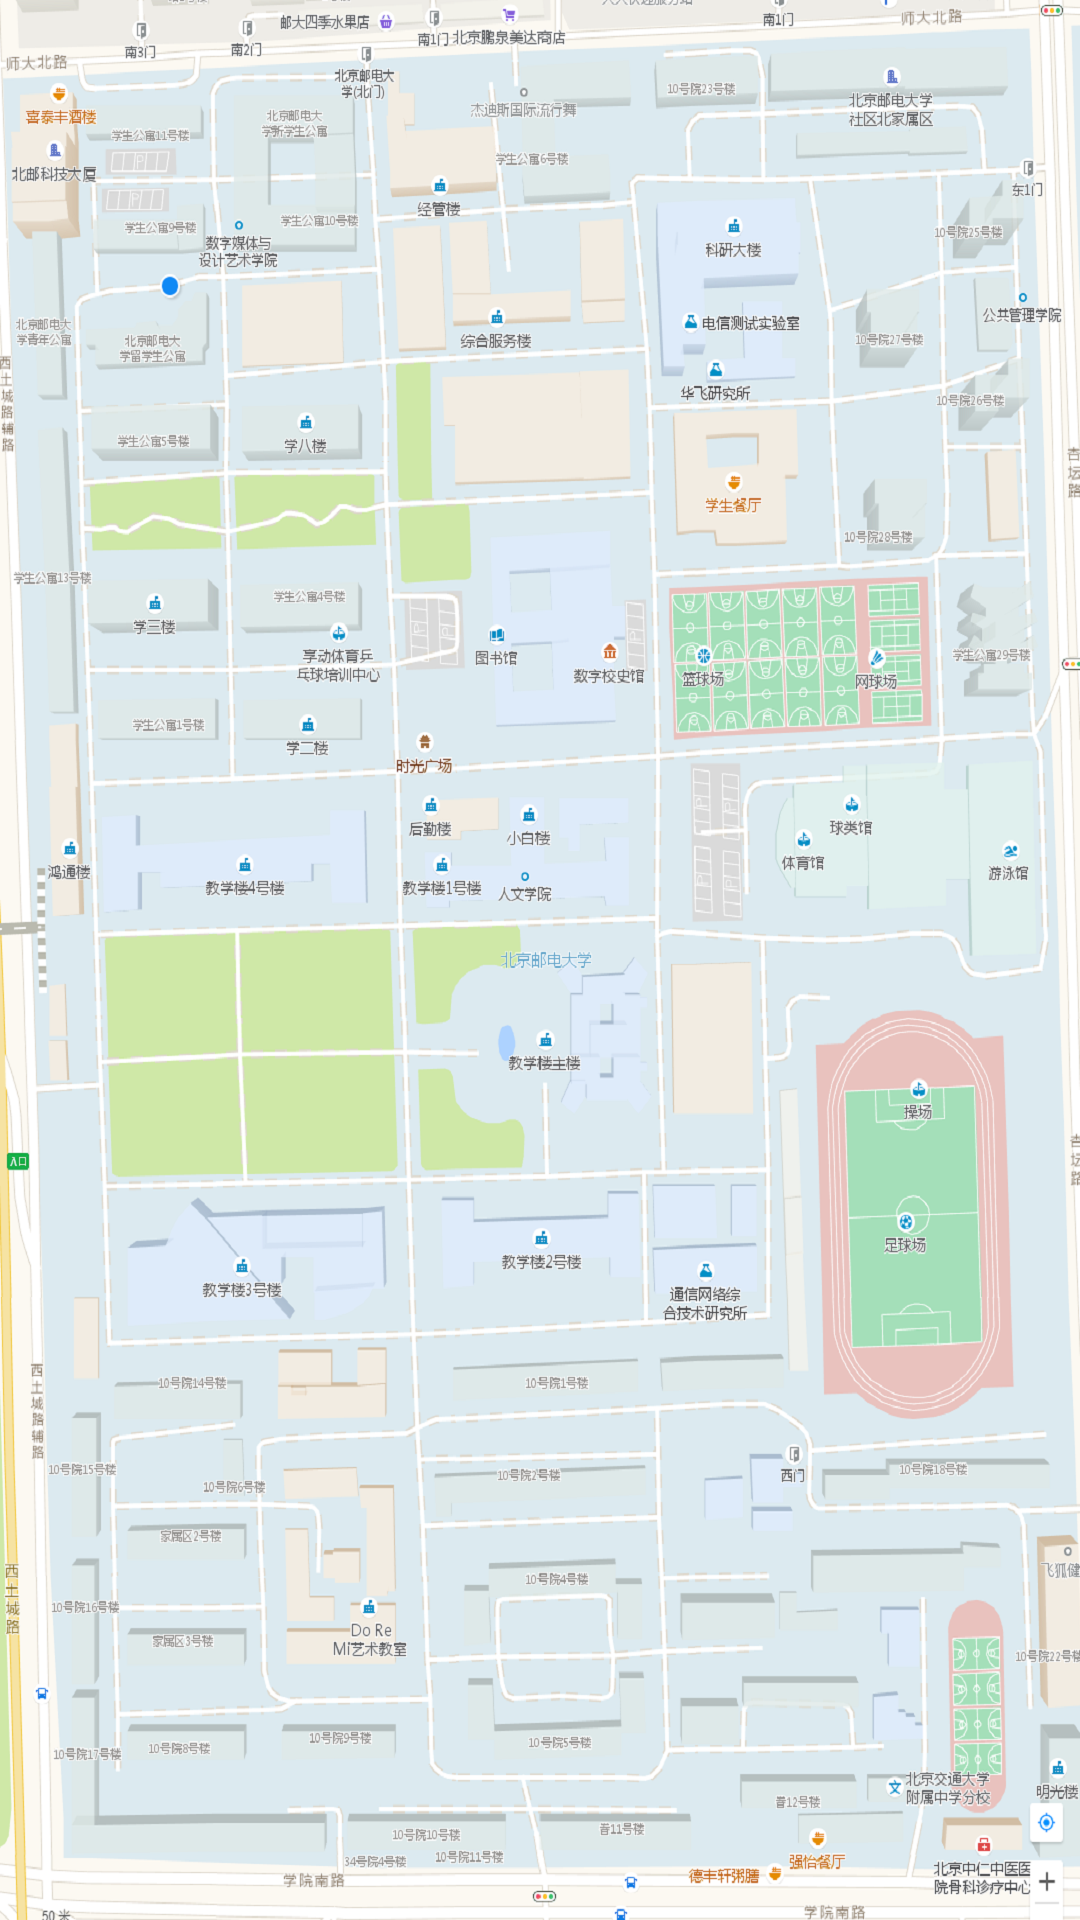 邮大四季水果店
南1门
北京鹏泉美达商店
南1门
师大北路
南3门
南2门
师大北路
北京邮电大
学(北门)
喜泰丰酒楼
学生公寓11号楼
北京邮电大
学新学生公寓
杰迪斯国际流行舞
10号院23号楼
北京邮电大学
社区北家属区
北邮科技大厦
学生公寓6号楼
东1门
经管楼
学生公寓9号楼
学生公寓10号楼
数字媒体与
设计艺术学院
科研大楼
10号院25号楼
北京邮电大
学青年公寓
北京邮电大
学留学生公寓
综合服务楼
电信测试实验室
公共管理学院
10号院27号楼
西土城路辅路
华飞研究所
10号院26号楼
学生公寓5号楼
学八楼
杏坛路
学生餐厅
10号院28号楼
学生公寓13号楼
学生公寓4号楼
学三楼
享动体育乒
乓球培训中心
图书馆
数字校史馆
篮球场
网球场
学生公寓29号楼
学生公寓1号楼
学二楼
时光广场
后勤楼
小白楼
球类馆
体育馆
游泳馆
鸿通楼
教学楼4号楼
教学楼1号楼
人文学院
北京邮电大学
教学楼主楼
操场
入口
杏坛路
足球场
教学楼3号楼
教学楼2号楼
通信网络综
合技术研究所
西土城路辅路
10号院14号楼
10号院1号楼
10号院15号楼
10号院6号楼
10号院2号楼
西门
10号院18号楼
家属区2号楼
西土城路
10号院4号楼
飞狐健
10号院16号楼
家属区3号楼
Do Re
Mi艺术教室
10号院22号楼
10号院17号楼
10号院8号楼
10号院9号楼
10号院5号楼
北京交通大学
附属中学分校
明光楼
普12号楼
10号院10号楼
普11号楼
34号院4号楼
10号院11号楼
强怡餐厅
德丰轩粥膳
北京中仁中医医
院骨科诊疗中心
学院南路
学院南路
50 米